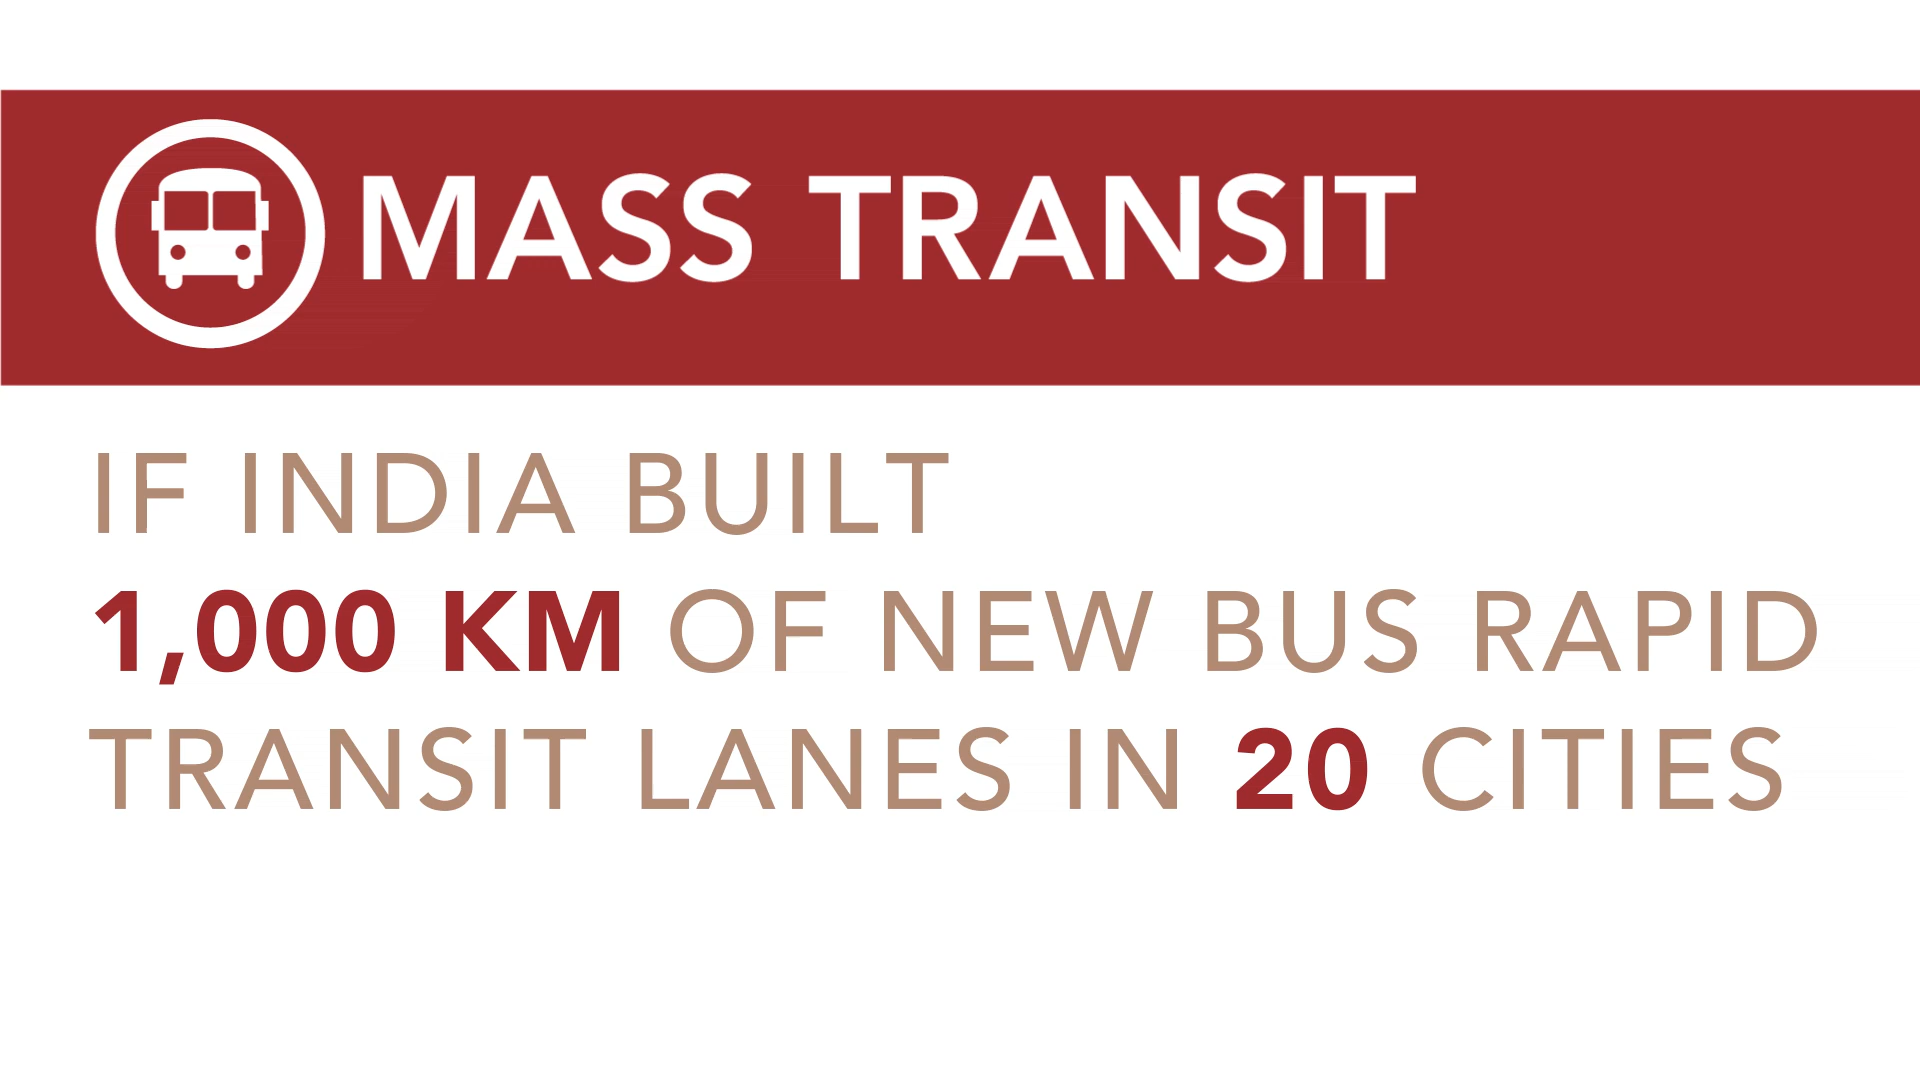 MASS TRANSIT
IF INDIA BUILT
1,000 KM OF NEW BUS RAPID
TRANSIT LANES IN 20 CITIES